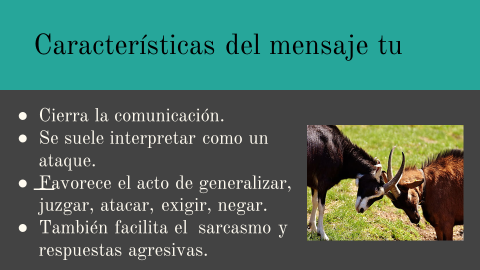 Características del mensaje tu
● Cierra la comunicación.
● Se suele interpretar como un
ataque.
● Favorece el acto de generalizar,
juzgar, atacar, exigir, negar.
● También facilita el sarcasmo y
respuestas agresivas.